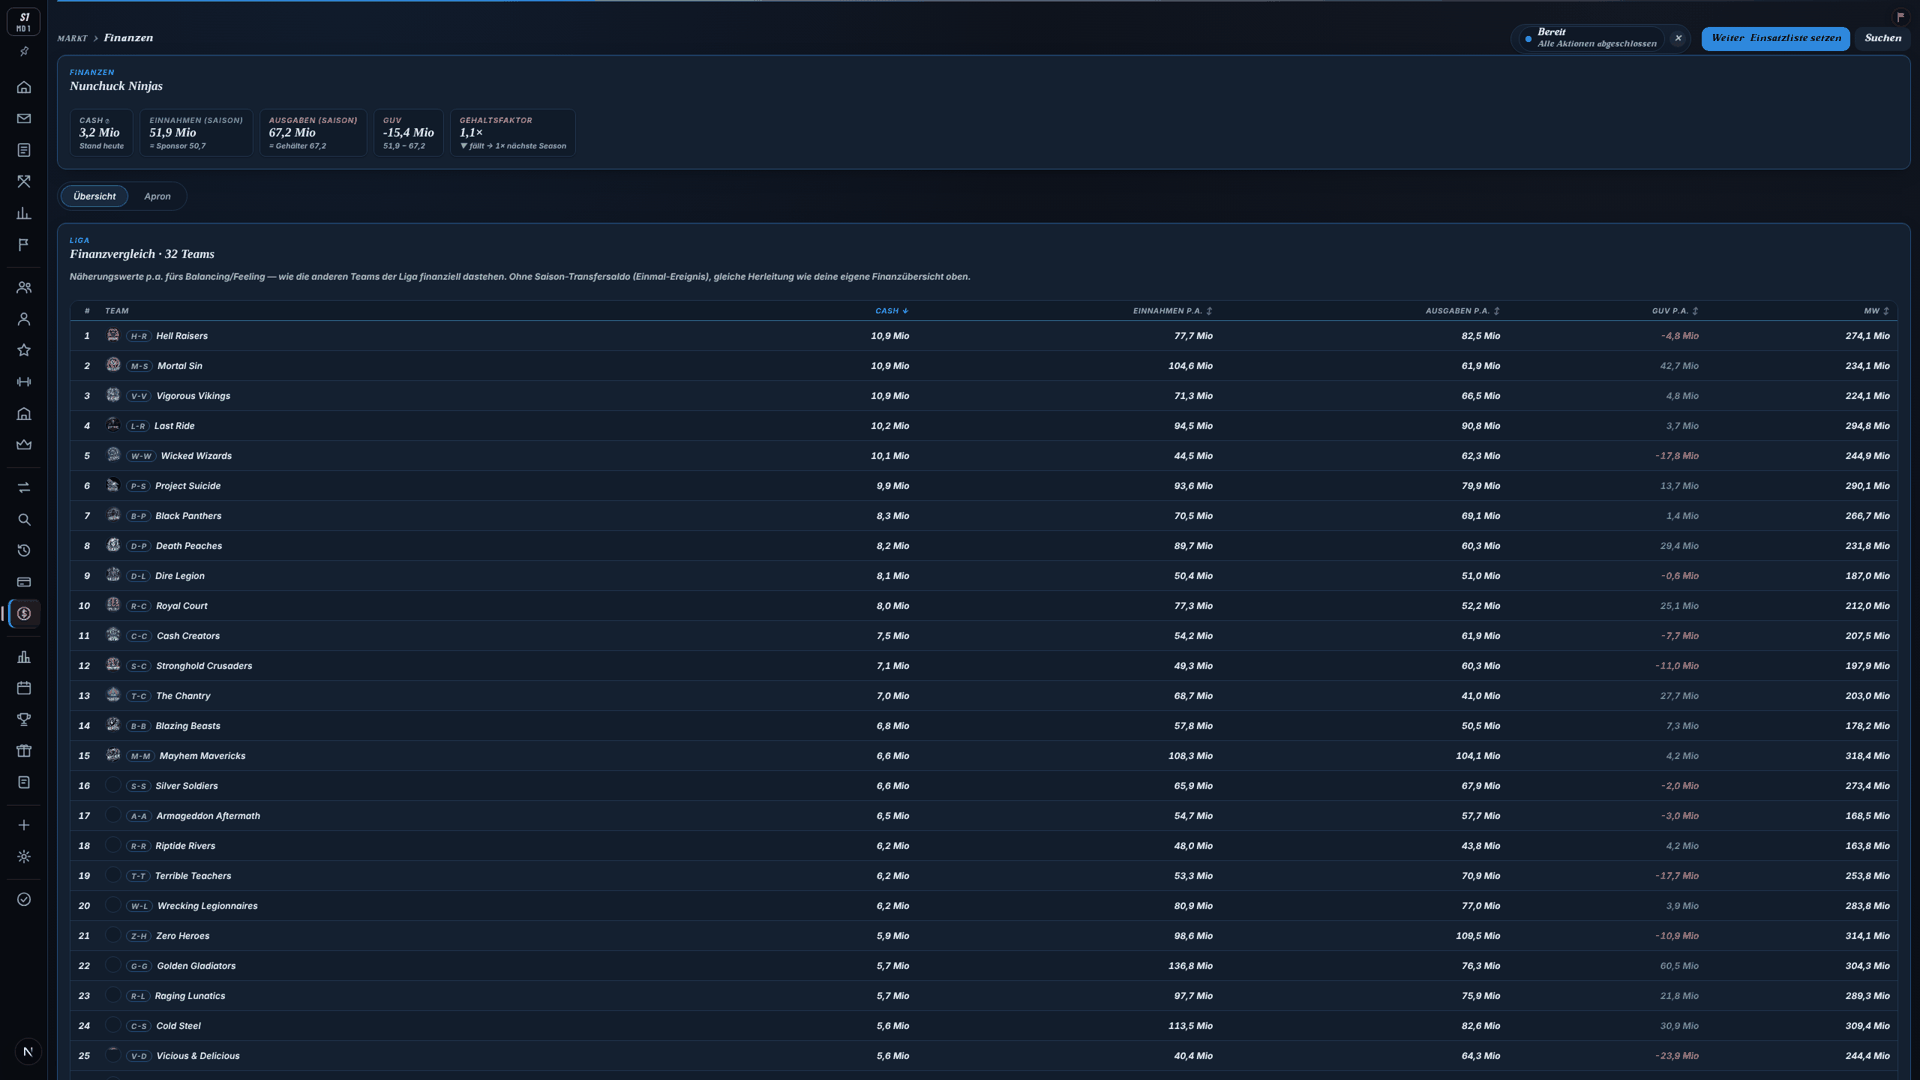 S1
MD1
MARKT > Finanzen
Bereit
Alle Aktionen abgeschlossen
Weiter Einsatzliste setzen
Suchen
FINANZEN
Nunchuck Ninjas
CASH
3,2 Mio
Stand heute
EINNAHMEN (SAISON)
51,9 Mio
= Sponsor 50,7
AUSGABEN (SAISON)
67,2 Mio
= Gehälter 67,2
GUV
-15,4 Mio
51,9 − 67,2
GEHALTSFAKTOR
1,1×
▼ fällt → 1× nächste Season
Übersicht
Apron
LIGA
Finanzvergleich · 32 Teams
Näherungswerte p.a. fürs Balancing/Feeling — wie die anderen Teams der Liga finanziell dastehen. Ohne Saison-Transfersaldo (Einmal-Ereignis), gleiche Herleitung wie deine eigene Finanzübersicht oben.
# TEAM CASH ↓ EINNAHMEN P.A. ↕ AUSGABEN P.A. ↕ GUV P.A. ↕ MW ↕
1 H-R Hell Raisers 10,9 Mio 77,7 Mio 82,5 Mio -4,8 Mio 274,1 Mio
2 M-S Mortal Sin 10,9 Mio 104,6 Mio 61,9 Mio 42,7 Mio 234,1 Mio
3 V-V Vigorous Vikings 10,9 Mio 71,3 Mio 66,5 Mio 4,8 Mio 224,1 Mio
4 L-R Last Ride 10,2 Mio 94,5 Mio 90,8 Mio 3,7 Mio 294,8 Mio
5 W-W Wicked Wizards 10,1 Mio 44,5 Mio 62,3 Mio -17,8 Mio 244,9 Mio
6 P-S Project Suicide 9,9 Mio 93,6 Mio 79,9 Mio 13,7 Mio 290,1 Mio
7 B-P Black Panthers 8,3 Mio 70,5 Mio 69,1 Mio 1,4 Mio 266,7 Mio
8 D-P Death Peaches 8,2 Mio 89,7 Mio 60,3 Mio 29,4 Mio 231,8 Mio
9 D-L Dire Legion 8,1 Mio 50,4 Mio 51,0 Mio -0,6 Mio 187,0 Mio
10 R-C Royal Court 8,0 Mio 77,3 Mio 52,2 Mio 25,1 Mio 212,0 Mio
11 C-C Cash Creators 7,5 Mio 54,2 Mio 61,9 Mio -7,7 Mio 207,5 Mio
12 S-C Stronghold Crusaders 7,1 Mio 49,3 Mio 60,3 Mio -11,0 Mio 197,9 Mio
13 T-C The Chantry 7,0 Mio 68,7 Mio 41,0 Mio 27,7 Mio 203,0 Mio
14 B-B Blazing Beasts 6,8 Mio 57,8 Mio 50,5 Mio 7,3 Mio 178,2 Mio
15 M-M Mayhem Mavericks 6,6 Mio 108,3 Mio 104,1 Mio 4,2 Mio 318,4 Mio
16 S-S Silver Soldiers 6,6 Mio 65,9 Mio 67,9 Mio -2,0 Mio 273,4 Mio
17 A-A Armageddon Aftermath 6,5 Mio 54,7 Mio 57,7 Mio -3,0 Mio 168,5 Mio
18 R-R Riptide Rivers 6,2 Mio 48,0 Mio 43,8 Mio 4,2 Mio 163,8 Mio
19 T-T Terrible Teachers 6,2 Mio 53,3 Mio 70,9 Mio -17,7 Mio 253,8 Mio
20 W-L Wrecking Legionnaires 6,2 Mio 80,9 Mio 77,0 Mio 3,9 Mio 283,8 Mio
21 Z-H Zero Heroes 5,9 Mio 98,6 Mio 109,5 Mio -10,9 Mio 314,1 Mio
22 G-G Golden Gladiators 5,7 Mio 136,8 Mio 76,3 Mio 60,5 Mio 304,3 Mio
23 R-L Raging Lunatics 5,7 Mio 97,7 Mio 75,9 Mio 21,8 Mio 289,3 Mio
24 C-S Cold Steel 5,6 Mio 113,5 Mio 82,6 Mio 30,9 Mio 309,4 Mio
25 V-D Vicious & Delicious 5,6 Mio 40,4 Mio 64,3 Mio -23,9 Mio 244,4 Mio
N